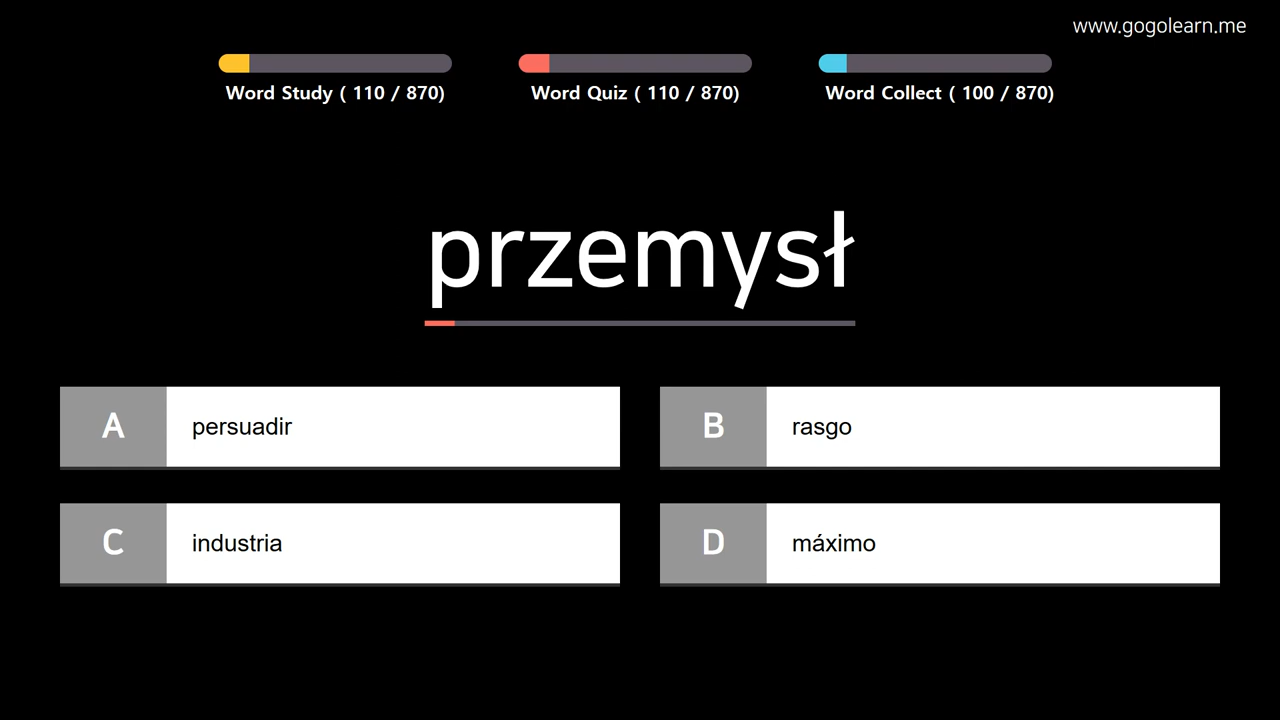 www.gogolearn.me
Word Study ( 110 / 870)
Word Quiz ( 110 / 870)
Word Collect ( 100 / 870)
przemysł
A persuadir
B rasgo
C industria
D máximo